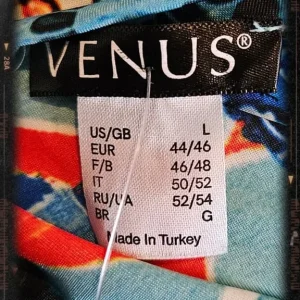 VENUS®
US/GB L
EUR 44/46
F/B 46/48
IT 50/52
RU/UA 52/54
BR G
Made In Turkey
28A